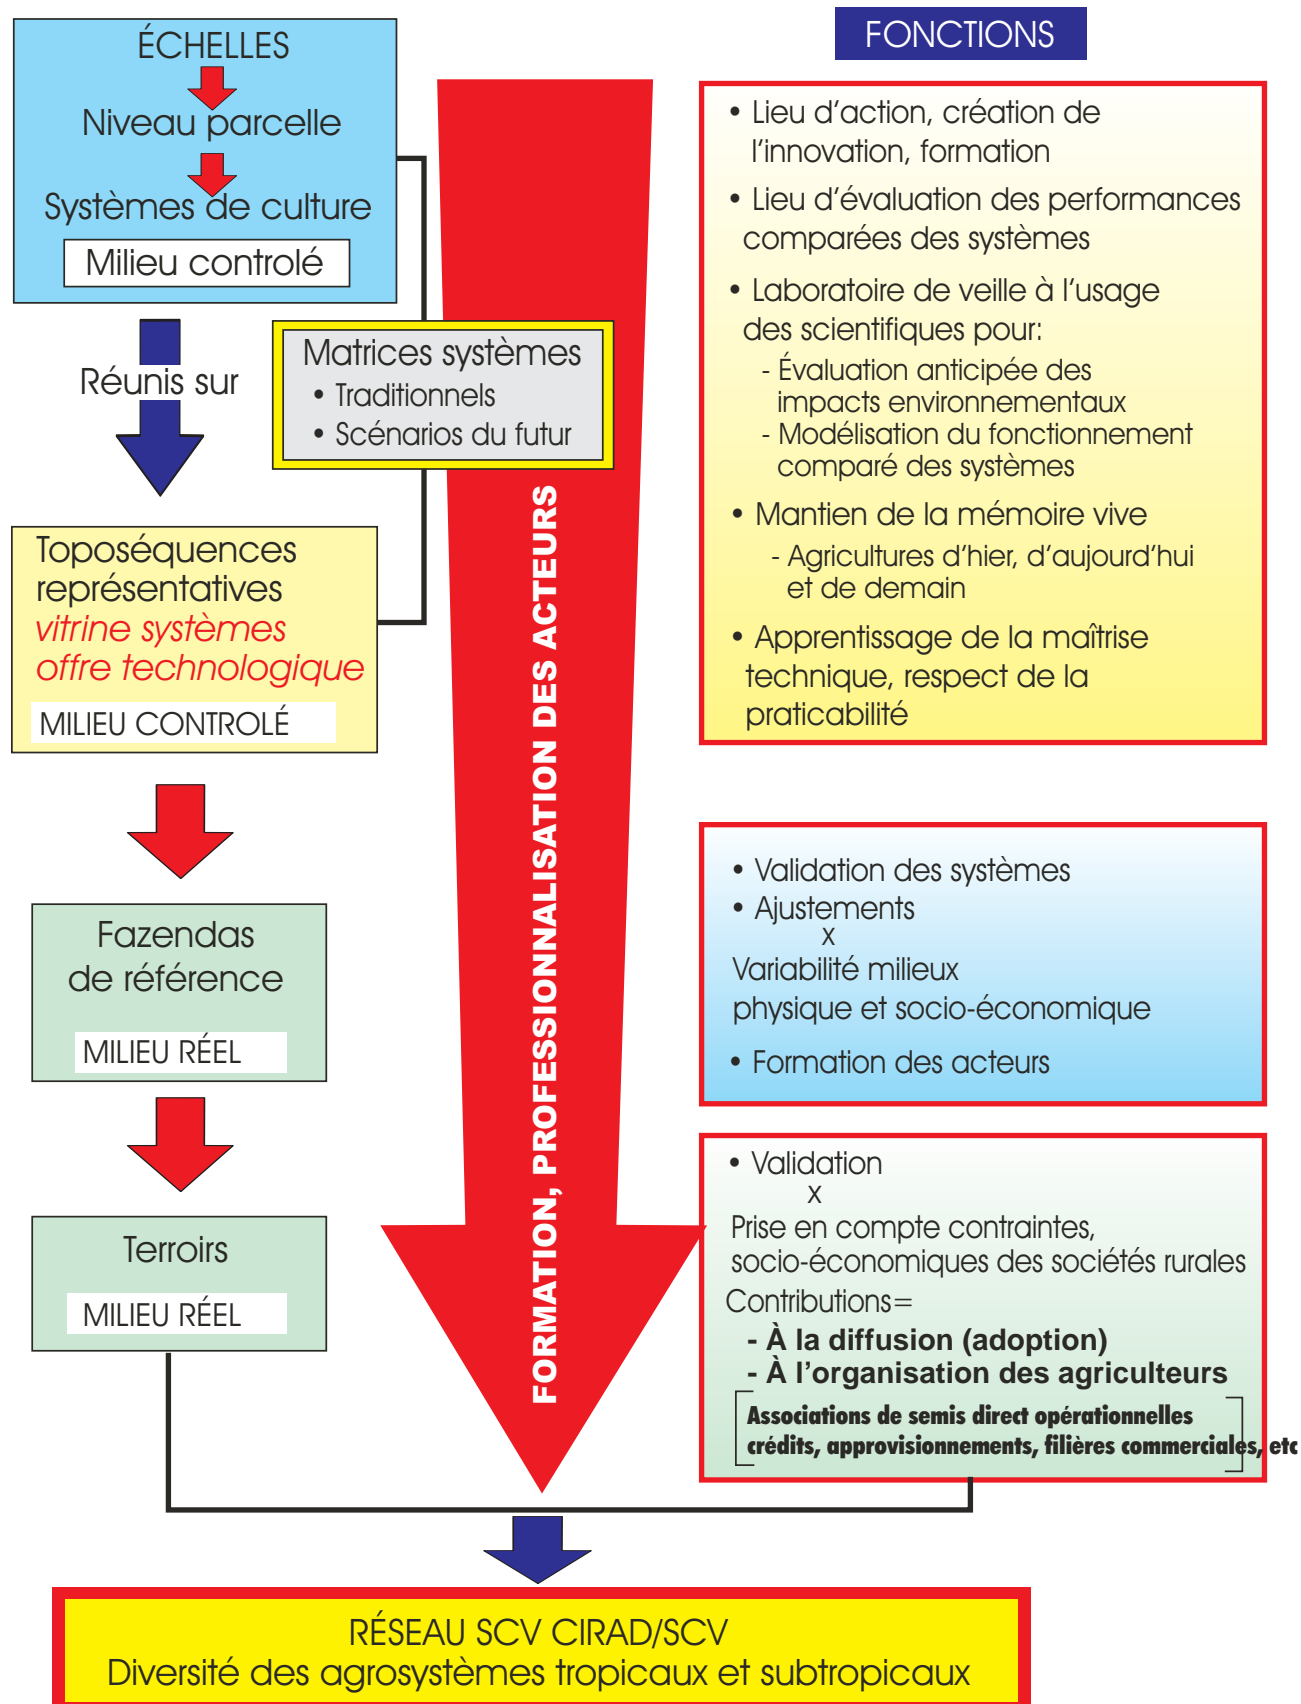 ÉCHELLES
Niveau parcelle
Systèmes de culture
Milieu controlé
Réunis sur
Matrices systèmes
• Traditionnels
• Scénarios du futur
Toposéquences
représentatives
vitrine systèmes
offre technologique
MILIEU CONTROLÉ
Fazendas
de référence
MILIEU RÉEL
Terroirs
MILIEU RÉEL
FORMATION, PROFESSIONNALISATION DES ACTEURS
FONCTIONS
• Lieu d'action, création de
l'innovation, formation
• Lieu d'évaluation des performances
comparées des systèmes
• Laboratoire de veille à l'usage
des scientifiques pour:
- Évaluation anticipée des
impacts environnementaux
- Modélisation du fonctionnement
comparé des systèmes
• Mantien de la mémoire vive
- Agricultures d'hier, d'aujourd'hui
et de demain
• Apprentissage de la maîtrise
technique, respect de la
praticabilité
• Validation des systèmes
• Ajustements
x
Variabilité milieux
physique et socio-économique
• Formation des acteurs
• Validation
x
Prise en compte contraintes,
socio-économiques des sociétés rurales
Contributions=
- À la diffusion (adoption)
- À l'organisation des agriculteurs
Associations de semis direct opérationnelles
crédits, approvisionnements, filières commerciales, etc
RÉSEAU SCV CIRAD/SCV
Diversité des agrosystèmes tropicaux et subtropicaux